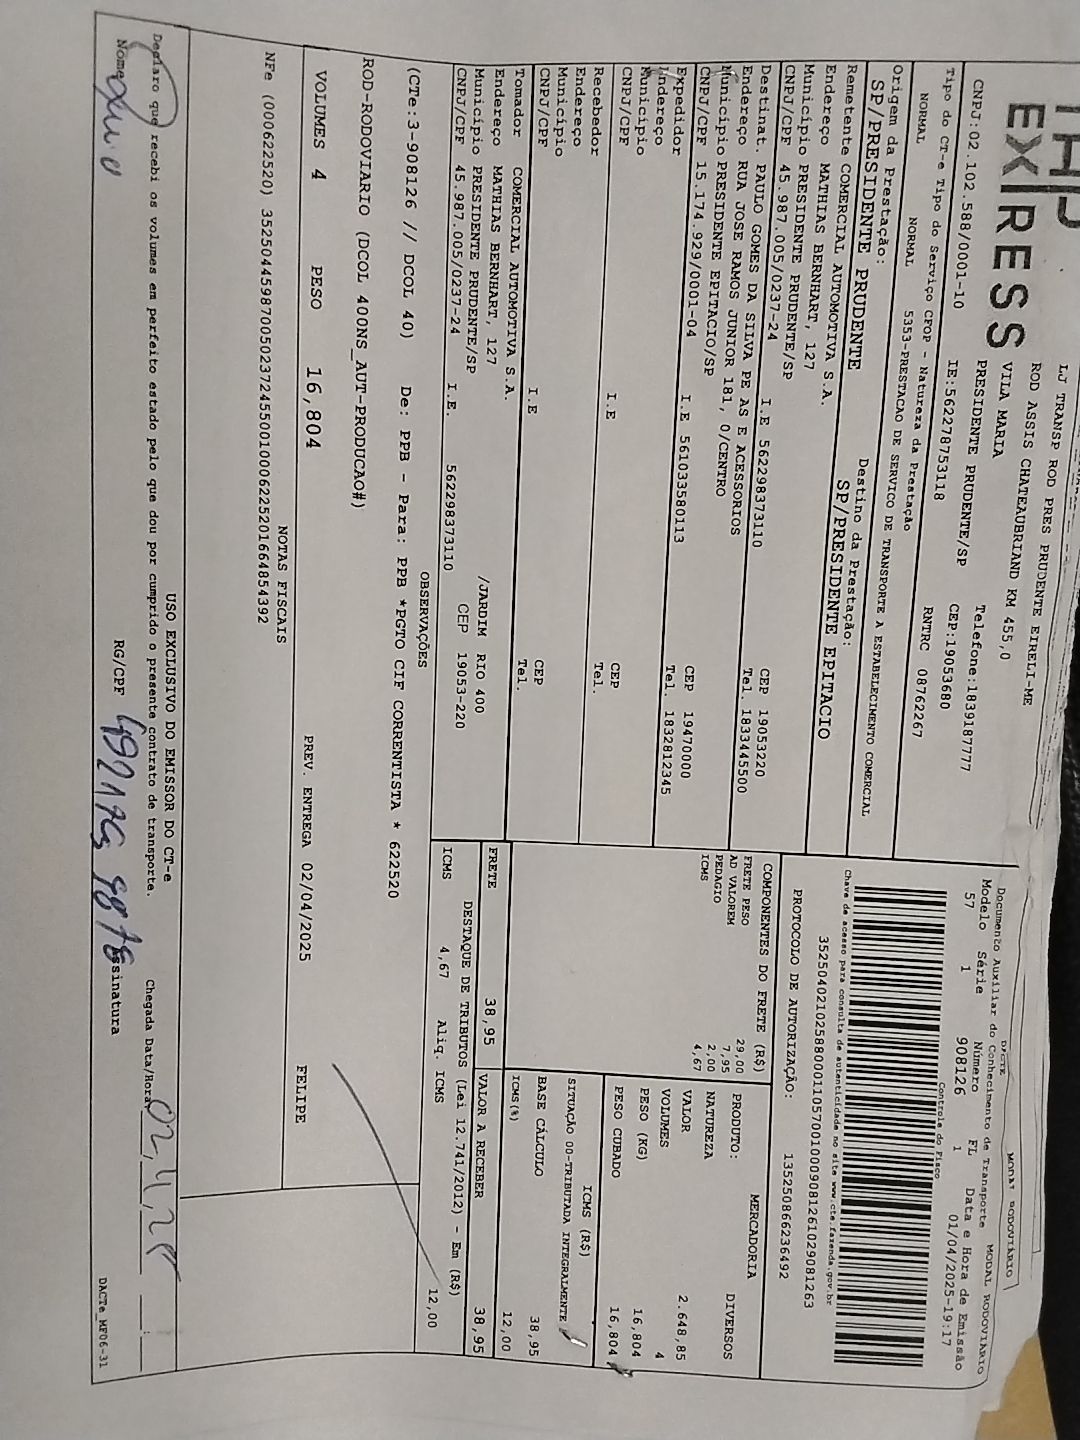 EX|RESS
LJ TRANSP ROD PRES PRUDENTE EIRELI-ME
ROD ASSIS CHATEAUBRIAND KM 455,0
VILA MARIA
PRESIDENTE PRUDENTE/SP Telefone:1839187777
CNPJ:02.102.588/0001-10 IE:562278753118 CEP:19053680
Tipo do CT-e Tipo do Serviço CFOP - Natureza da Prestação RNTRC 08762267
NORMAL NORMAL 5353-PRESTACAO DE SERVICO DE TRANSPORTE A ESTABELECIMENTO COMERCIAL
DACTE MODAL RODOVIÁRIO
Documento Auxiliar do Conhecimento de Transporte MODAL RODOVIÁRIO
Modelo Série Número FL Data e Hora de Emissão
57 1 908126 1 01/04/2025-19:17
Controle do Fisco
Chave de acesso para consulta de autenticidade no site www.cte.fazenda.gov.br
35250402102588000110570010009081261029081263
PROTOCOLO DE AUTORIZAÇÃO: 135250866236492
Origem da Prestação: Destino da Prestação:
SP/PRESIDENTE PRUDENTE SP/PRESIDENTE EPITACIO
Remetente COMERCIAL AUTOMOTIVA S.A.
Endereço MATHIAS BERNHART, 127
Município PRESIDENTE PRUDENTE/SP CEP 19053220
CNPJ/CPF 45.987.005/0237-24 I.E 562298373110 Tel. 1833445500
Destinat. PAULO GOMES DA SILVA PE AS E ACESSORIOS
Endereço RUA JOSE RAMOS JUNIOR 181, 0/CENTRO
Município PRESIDENTE EPITACIO/SP CEP 19470000
CNPJ/CPF 15.174.929/0001-04 I.E 561033580113 Tel. 1832812345
Expedidor
Endereço
Município CEP
CNPJ/CPF I.E Tel.
Recebedor
Endereço
Município CEP
CNPJ/CPF I.E Tel.
Tomador COMERCIAL AUTOMOTIVA S.A.
Endereço MATHIAS BERNHART, 127 /JARDIM RIO 400
Município PRESIDENTE PRUDENTE/SP CEP 19053-220
CNPJ/CPF 45.987.005/0237-24 I.E. 562298373110
COMPONENTES DO FRETE (R$)
FRETE PESO 29,00
AD VALOREM 7,95
PEDAGIO 2,00
ICMS 4,67
MERCADORIA
PRODUTO: DIVERSOS
NATUREZA
VALOR 2.648,85
VOLUMES 4
PESO (KG) 16,804
PESO CUBADO 16,804
ICMS (R$)
SITUAÇÃO 00-TRIBUTADA INTEGRALMENTE
BASE CÁLCULO 38,95
ICMS(%) 12,00
FRETE 38,95 VALOR A RECEBER 38,95
DESTAQUE DE TRIBUTOS (Lei 12.741/2012) - Em (R$)
ICMS 4,67 Aliq. ICMS 12,00
OBSERVAÇÕES
(CTe:3-908126 // DCOL 40) De: PPB - Para: PPB *PGTO CIF CORRENTISTA * 622520
ROD-RODOVIARIO (DCOL 400NS_AUT-PRODUCAO#)
VOLUMES 4 PESO 16,804 PREV. ENTREGA 02/04/2025 FELIPE
NOTAS FISCAIS
NFe (000622520) 35250445987005023724550010006225201664854392
USO EXCLUSIVO DO EMISSOR DO CT-e
Declaro que recebi os volumes em perfeito estado pelo que dou por cumprido o presente contrato de transporte. Chegada Data/Hora
Nome RG/CPF Assinatura
DACTe_MF06-31